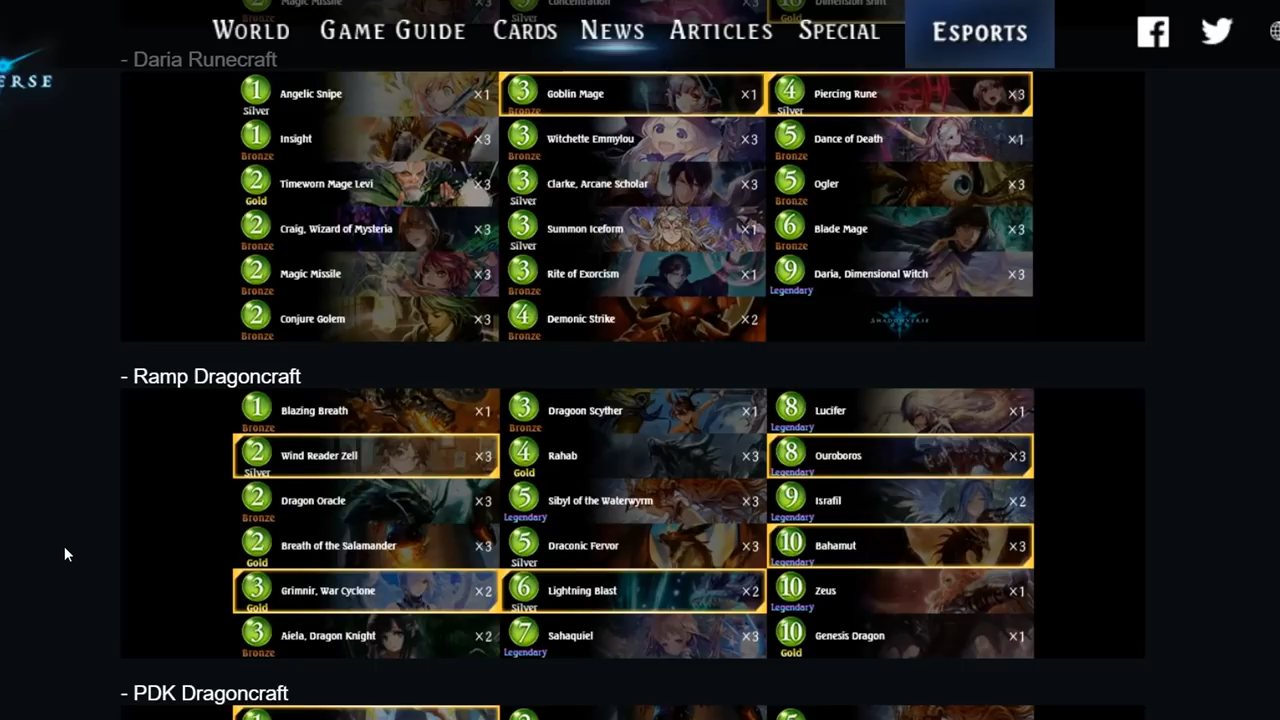 Magic Missile
Concentration
Dimension Shift
WORLD GAME GUIDE CARDS NEWS ARTICLES SPECIAL ESPORTS
ERSE
- Daria Runecraft
1 Silver Angelic Snipe ×1
1 Bronze Insight ×3
2 Gold Timeworn Mage Levi ×3
2 Bronze Craig, Wizard of Mysteria ×3
2 Bronze Magic Missile ×3
2 Bronze Conjure Golem ×3
3 Bronze Goblin Mage ×1
3 Bronze Witchette Emmylou ×3
3 Silver Clarke, Arcane Scholar ×3
3 Silver Summon Iceform ×1
3 Bronze Rite of Exorcism ×1
4 Bronze Demonic Strike ×2
4 Silver Piercing Rune ×3
5 Bronze Dance of Death ×1
5 Bronze Ogler ×3
6 Bronze Blade Mage ×3
9 Legendary Daria, Dimensional Witch ×3
SHADOWVERSE
- Ramp Dragoncraft
1 Bronze Blazing Breath ×1
2 Silver Wind Reader Zell ×3
2 Bronze Dragon Oracle ×3
2 Gold Breath of the Salamander ×3
3 Gold Grimnir, War Cyclone ×2
3 Bronze Aiela, Dragon Knight ×2
3 Bronze Dragoon Scyther ×1
4 Gold Rahab ×3
5 Legendary Sibyl of the Waterwyrm ×3
5 Silver Draconic Fervor ×3
6 Silver Lightning Blast ×2
7 Legendary Sahaquiel ×3
8 Legendary Lucifer ×1
8 Legendary Ouroboros ×3
9 Legendary Israfil ×2
10 Legendary Bahamut ×3
10 Legendary Zeus ×1
10 Gold Genesis Dragon ×1
- PDK Dragoncraft